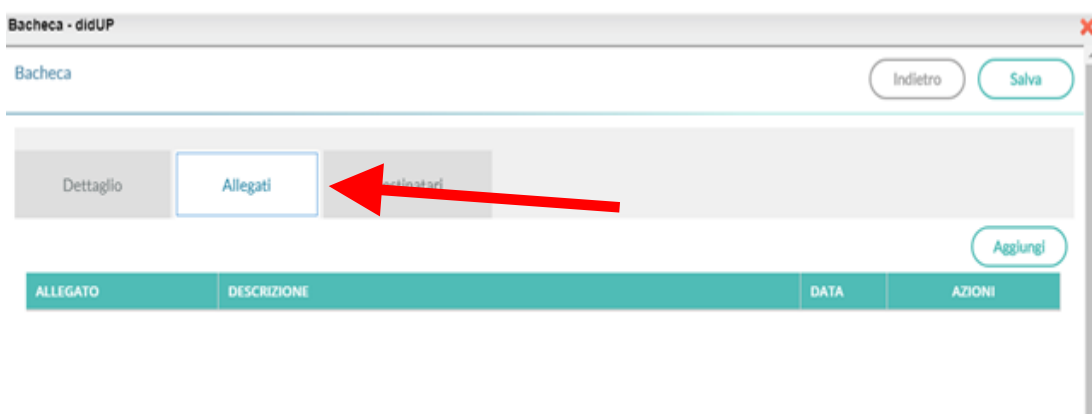 Bacheca - didUP
Bacheca
Indietro
Salva
Dettaglio
Allegati
Aggiungi
ALLEGATO
DESCRIZIONE
DATA
AZIONI